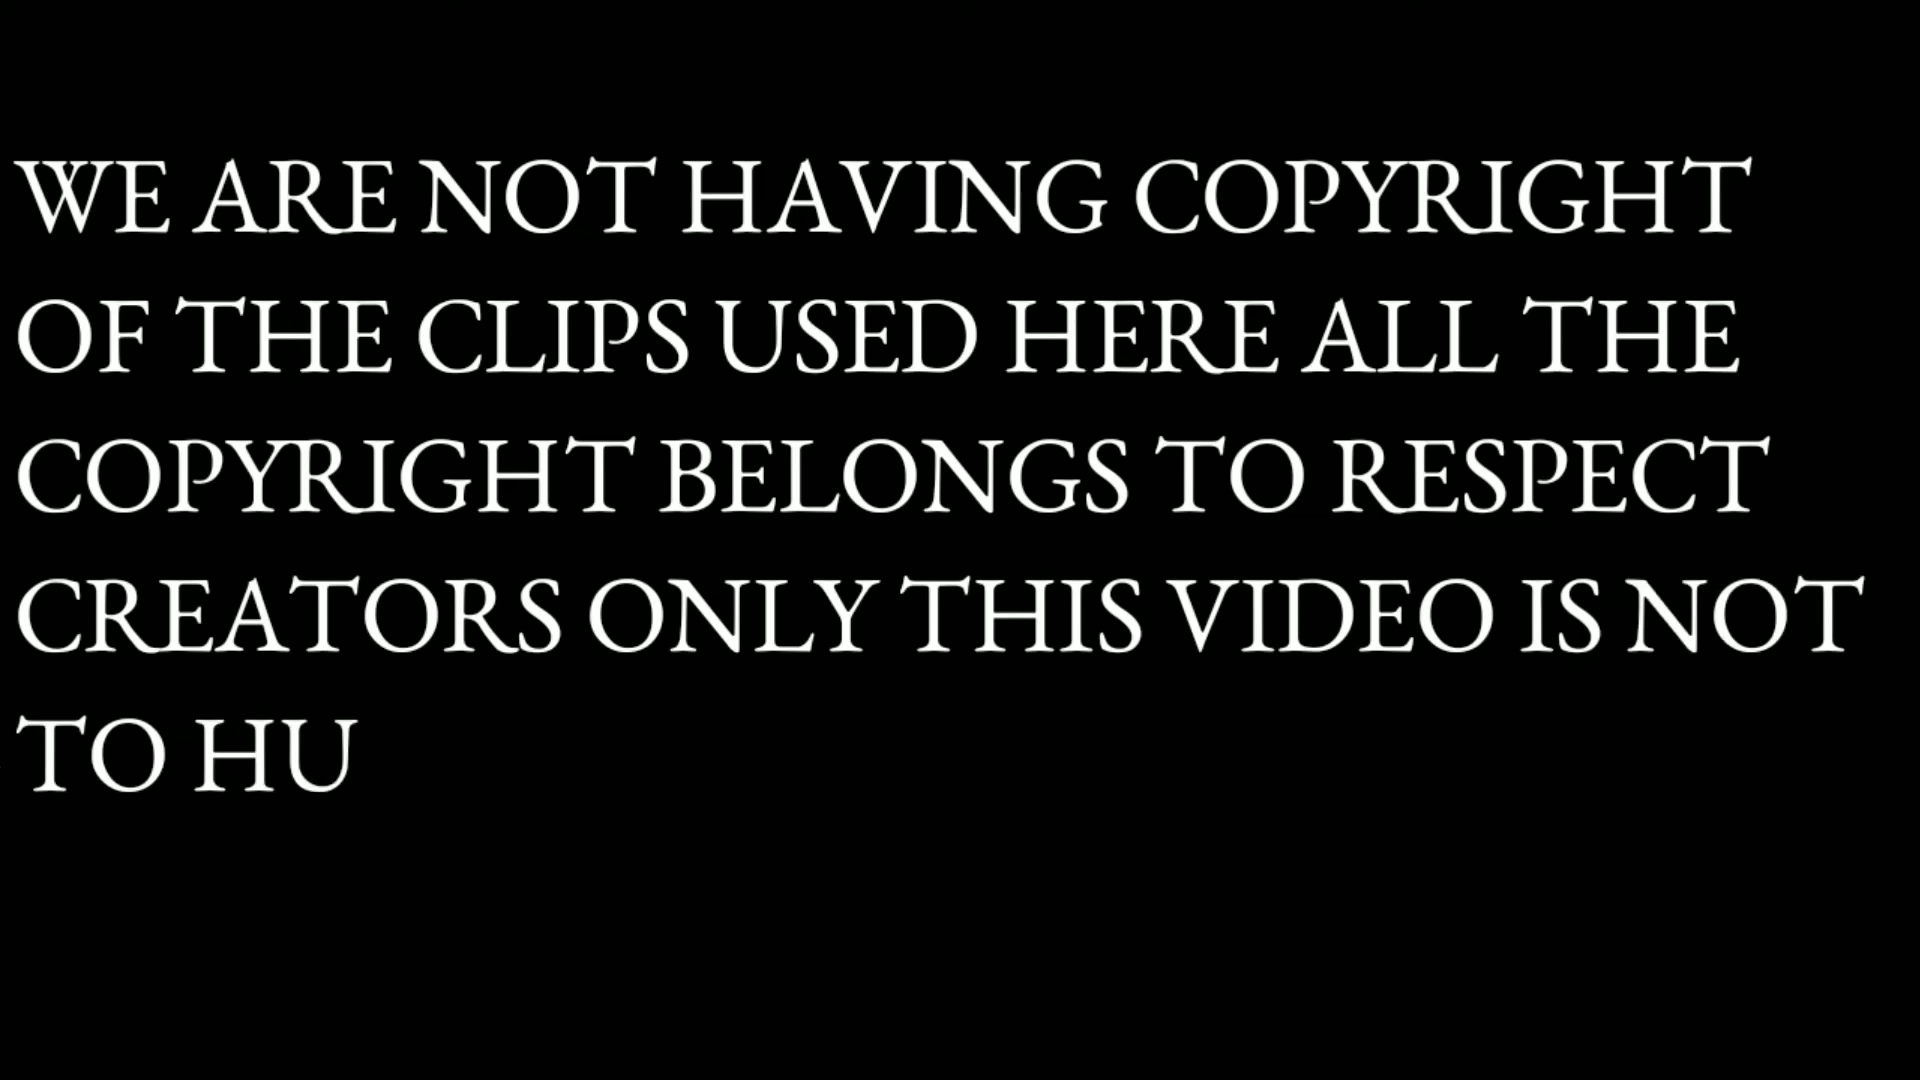 WE ARE NOT HAVING COPYRIGHT
OF THE CLIPS USED HERE ALL THE
COPYRIGHT BELONGS TO RESPECT
CREATORS ONLY THIS VIDEO IS NOT
TO HU